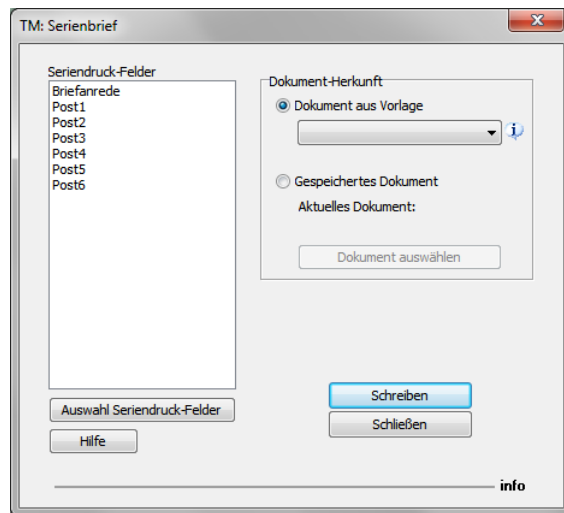 TM: Serienbrief
Seriendruck-Felder
Briefanrede
Post1
Post2
Post3
Post4
Post5
Post6
Auswahl Seriendruck-Felder
Hilfe
Dokument-Herkunft
Dokument aus Vorlage
Gespeichertes Dokument
Aktuelles Dokument:
Dokument auswählen
Schreiben
Schließen
info